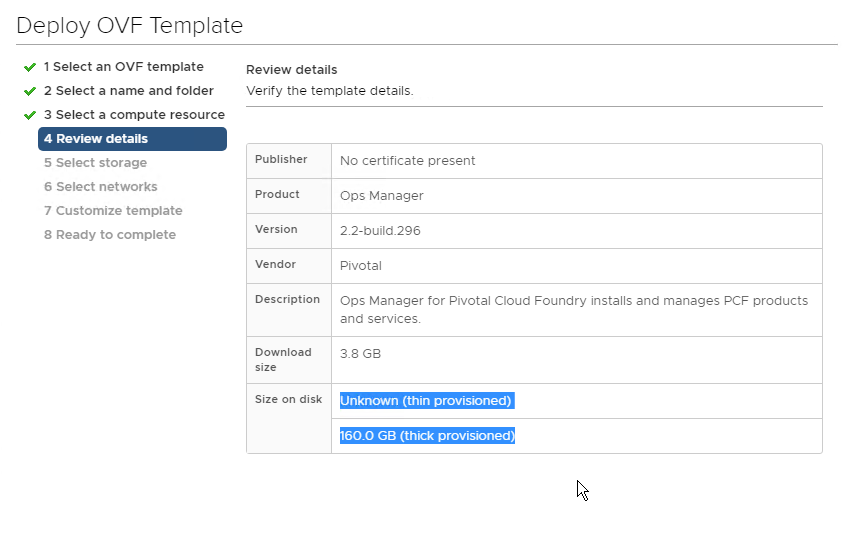 Deploy OVF Template
1 Select an OVF template
2 Select a name and folder
3 Select a compute resource
4 Review details
5 Select storage
6 Select networks
7 Customize template
8 Ready to complete
Review details
Verify the template details.
Publisher No certificate present
Product Ops Manager
Version 2.2-build.296
Vendor Pivotal
Description Ops Manager for Pivotal Cloud Foundry installs and manages PCF products
and services.
Download 3.8 GB
size
Size on disk Unknown (thin provisioned)
160.0 GB (thick provisioned)